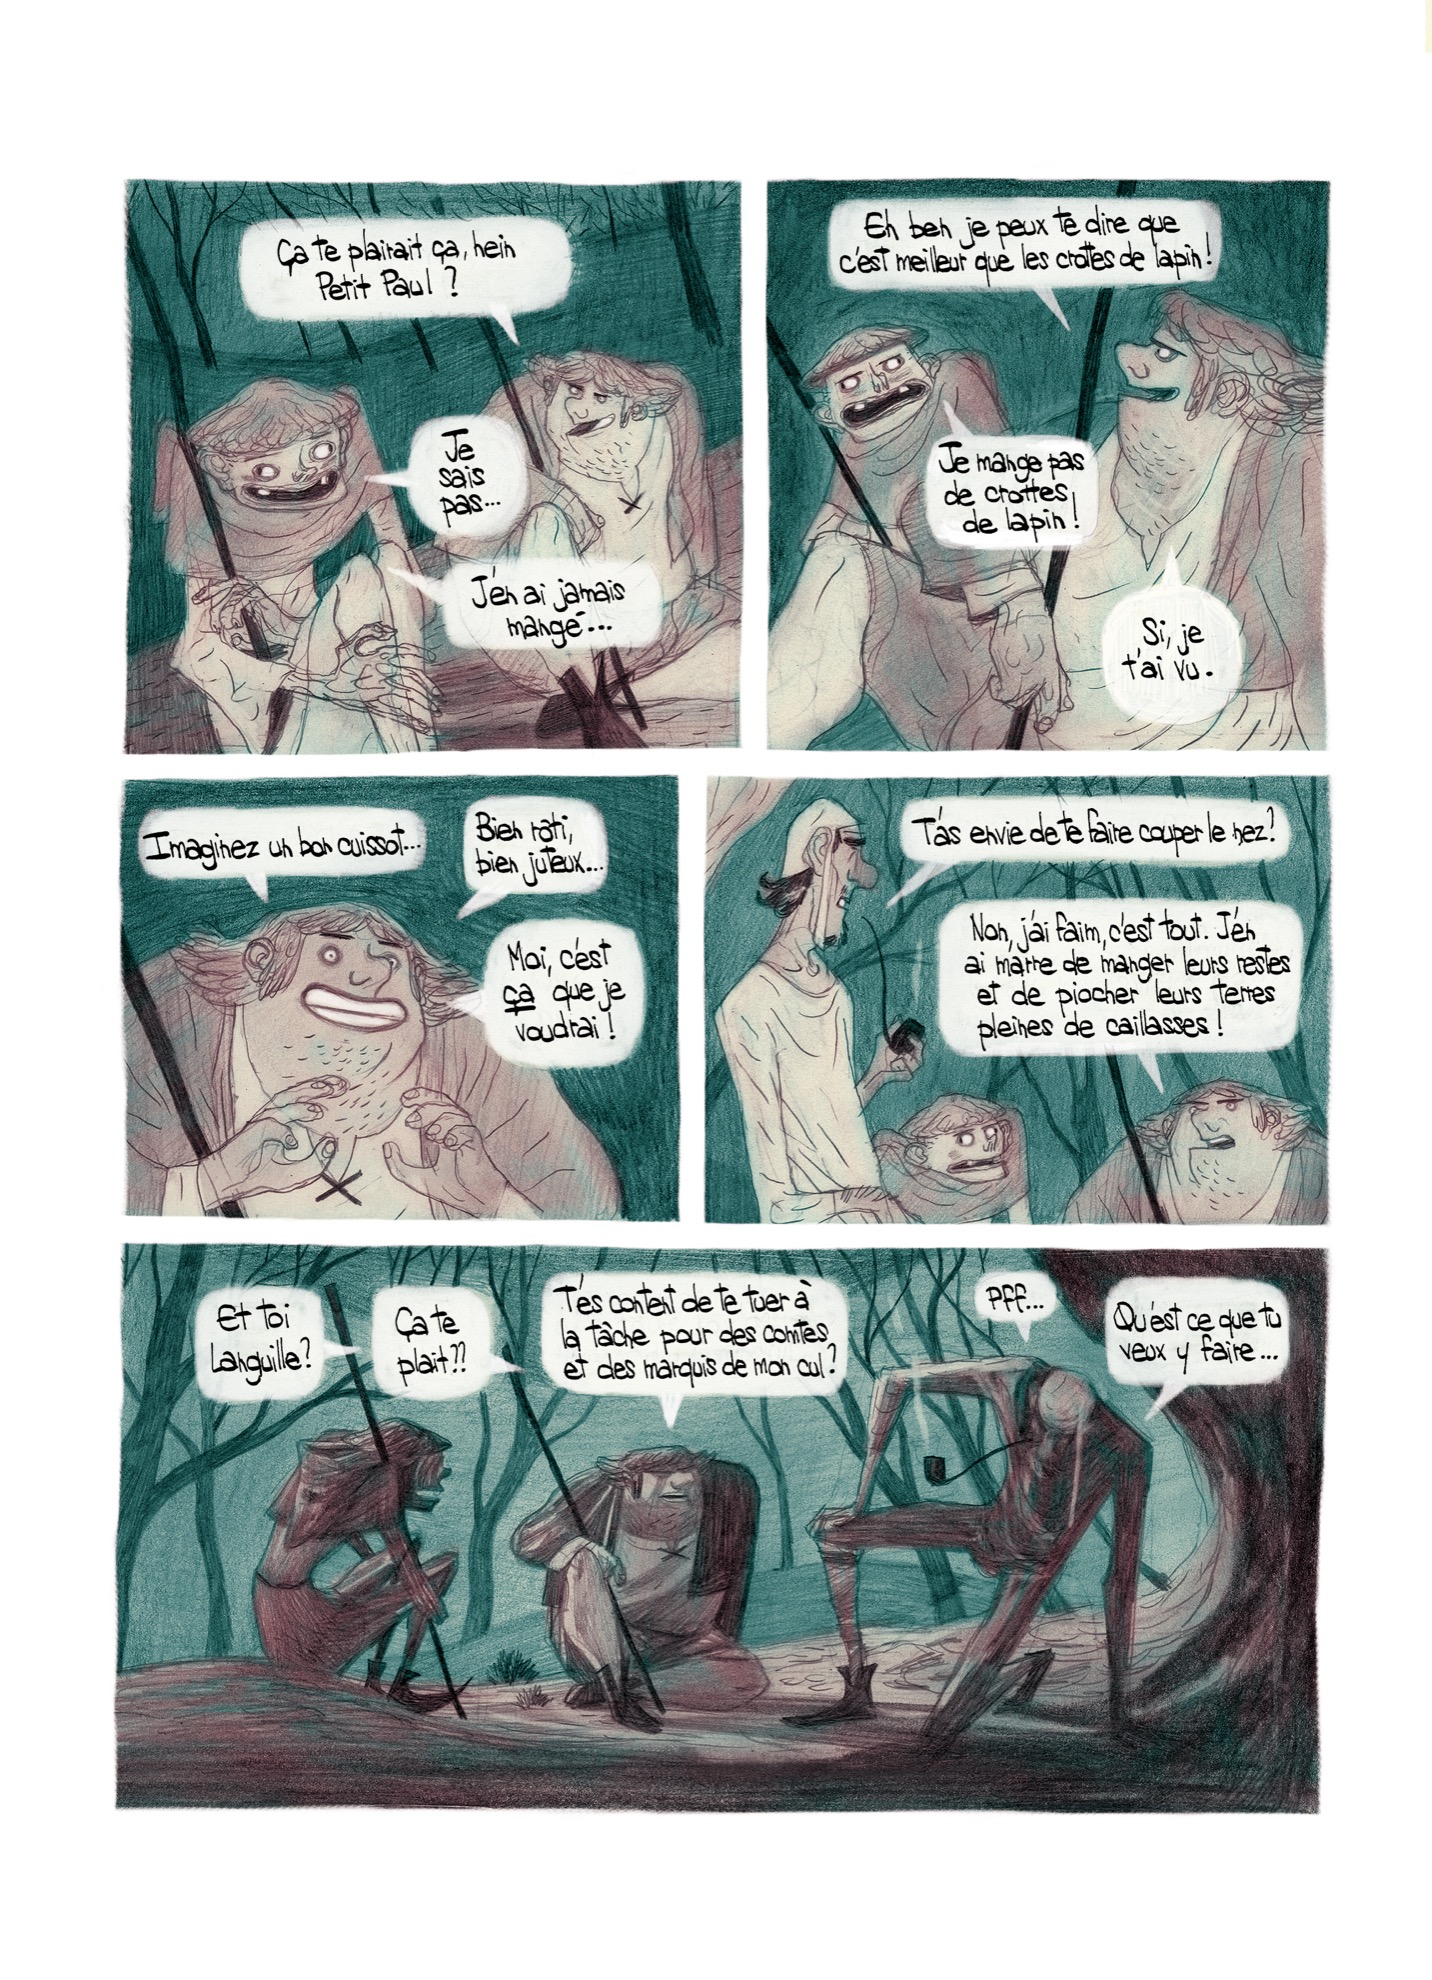 Ça te plairait ça, hein
Petit Paul ?
Je
sais
pas...
J'en ai jamais
mangé...
Eh ben je peux te dire que
c'est meilleur que les crottes de lapin !
Je mange pas
de crottes
de lapin !
Si, je
t'ai vu.
Imaginez un bon cuissot...
Bien roti,
bien juteux...
Moi, c'est
ça que je
voudrai !
T'as envie de te faire couper le nez ?
Non, j'ai faim, c'est tout. J'en
ai marre de manger leurs restes
et de piocher leurs terres
pleines de caillasses !
Et toi
Languille ?
Ça te
plait ??
T'es content de te tuer à
la tâche pour des comtes
et des marquis de mon cul ?
Pff...
Qu'est ce que tu
veux y faire...